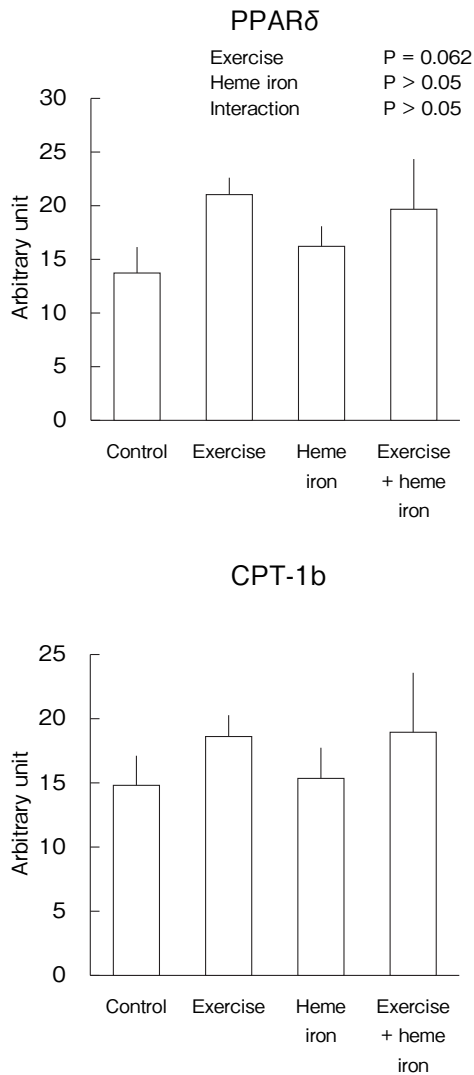 PPARδ
Exercise P = 0.062
Heme iron P > 0.05
Interaction P > 0.05
30
25
20
15
10
5
0
Arbitrary unit
Control Exercise Heme Exercise
iron + heme
iron
CPT-1b
25
20
15
10
5
0
Arbitrary unit
Control Exercise Heme Exercise
iron + heme
iron